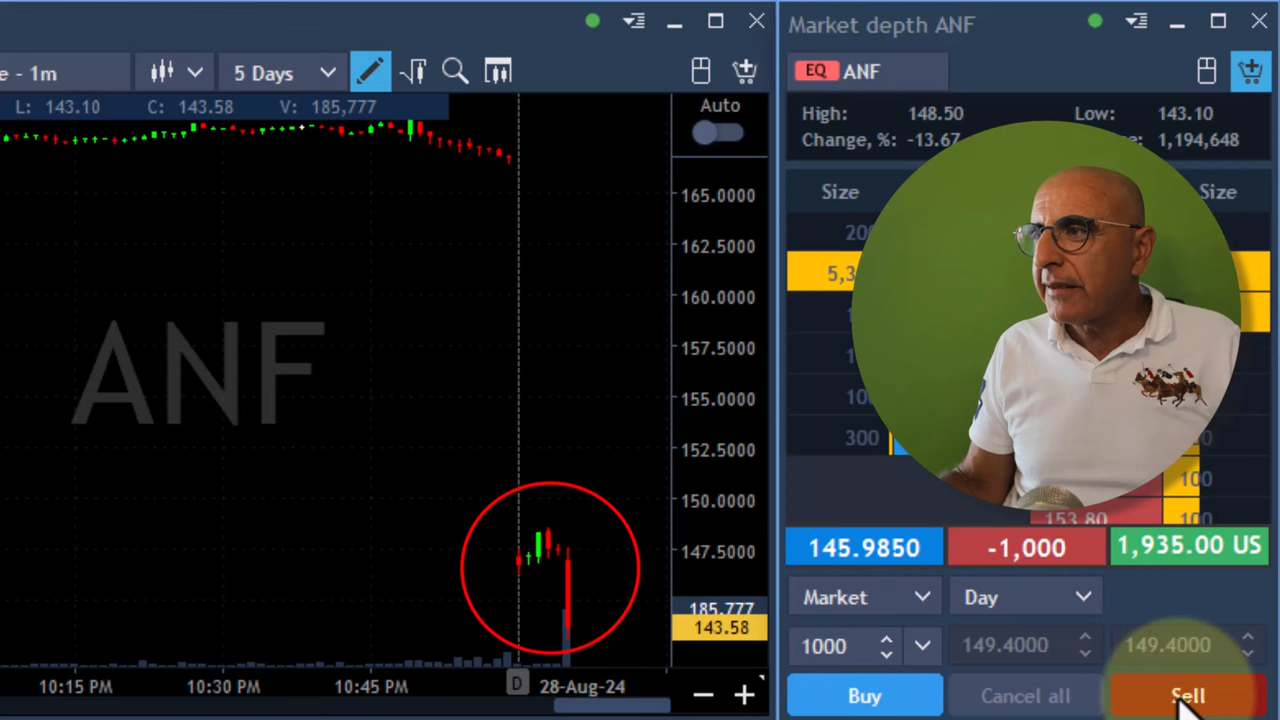 Market depth ANF
e - 1m
5 Days
EQ ANF
L: 143.10 C: 143.58 V: 185,777
Auto
High: 148.50 Low: 143.10
Change, %: -13.67 1,194,648
Size Size
165.0000
162.5000
160.0000
157.5000
155.0000
152.5000
150.0000
147.5000
ANF
300
100
153.80
100
145.9850 -1,000 1,935.00 US
Market Day
185,777
143.58
1000 149.4000 149.4000
10:15 PM 10:30 PM 10:45 PM D 28-Aug-24
Buy Cancel all Sell